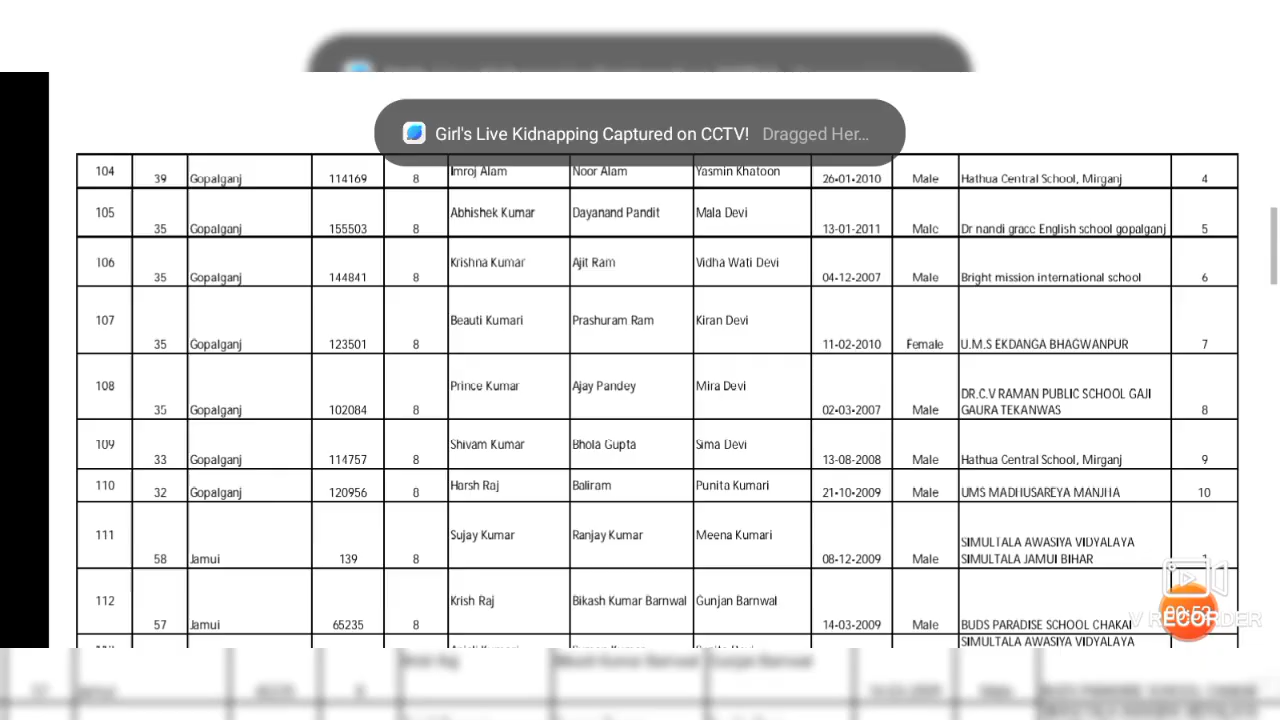 Girl's Live Kidnapping Captured on CCTV! Dragged Her...
104 39 Gopalganj 114169 8 Imroj Alam Noor Alam Yasmin Khatoon 26-01-2010 Male Hathua Central School, Mirganj 4
105 35 Gopalganj 155503 8 Abhishek Kumar Dayanand Pandit Mala Devi 13-01-2011 Male Dr nandi grace English school gopalganj 5
106 35 Gopalganj 144841 8 Krishna Kumar Ajit Ram Vidha Wati Devi 04-12-2007 Male Bright mission international school 6
107 35 Gopalganj 123501 8 Beauti Kumari Prashuram Ram Kiran Devi 11-02-2010 Female U.M.S EKDANGA BHAGWANPUR 7
108 35 Gopalganj 102084 8 Prince Kumar Ajay Pandey Mira Devi 02-03-2007 Male DR.C.V RAMAN PUBLIC SCHOOL GAJI
GAURA TEKANWAS 8
109 33 Gopalganj 114757 8 Shivam Kumar Bhola Gupta Sima Devi 13-08-2008 Male Hathua Central School, Mirganj 9
110 32 Gopalganj 120956 8 Harsh Raj Baliram Punita Kumari 21-10-2009 Male UMS MADHUSAREYA MANJHA 10
111 58 Jamui 139 8 Sujay Kumar Ranjay Kumar Meena Kumari 08-12-2009 Male SIMULTALA AWASIYA VIDYALAYA
SIMULTALA JAMUI BIHAR 1
112 57 Jamui 65235 8 Krish Raj Bikash Kumar Barnwal Gunjan Barnwal 14-03-2009 Male BUDS PARADISE SCHOOL CHAKAI
SIMULTALA AWASIYA VIDYALAYA
00:52
V RECORDER